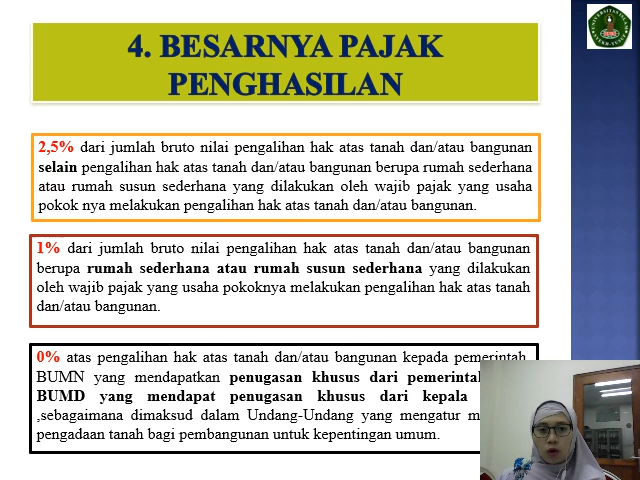 4. BESARNYA PAJAK
PENGHASILAN
2,5% dari jumlah bruto nilai pengalihan hak atas tanah dan/atau bangunan
selain pengalihan hak atas tanah dan/atau bangunan berupa rumah sederhana
atau rumah susun sederhana yang dilakukan oleh wajib pajak yang usaha
pokok nya melakukan pengalihan hak atas tanah dan/atau bangunan.
1% dari jumlah bruto nilai pengalihan hak atas tanah dan/atau bangunan
berupa rumah sederhana atau rumah susun sederhana yang dilakukan
oleh wajib pajak yang usaha pokoknya melakukan pengalihan hak atas tanah
dan/atau bangunan.
0% atas pengalihan hak atas tanah dan/atau bangunan kepada pemerintah,
BUMN yang mendapatkan penugasan khusus dari
BUMD yang mendapat penugasan khusus dari kepala
,sebagaimana dimaksud dalam Undang-Undang yang mengatur
pengadaan tanah bagi pembangunan untuk kepentingan umum.